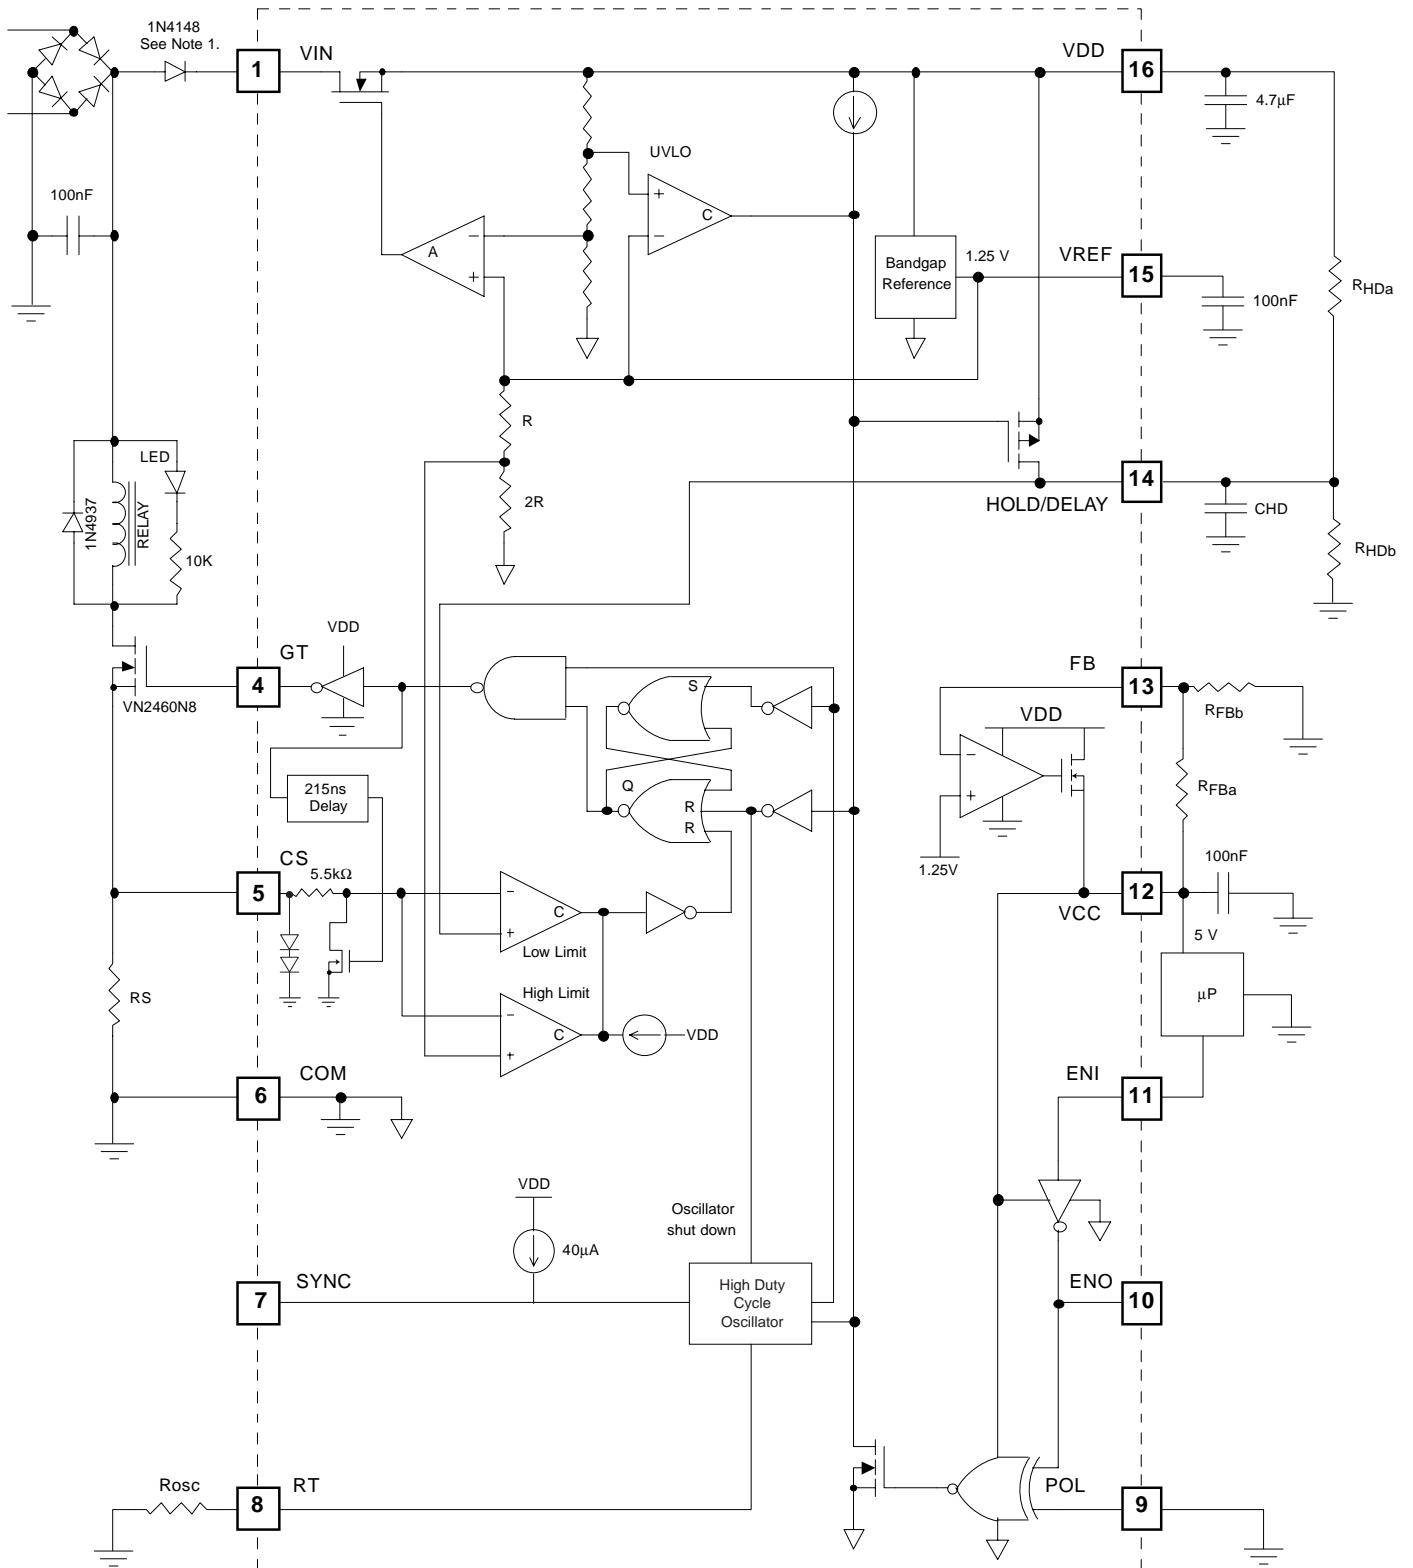 1N4148
See Note 1.
1
VIN
VDD
16
4.7µF
UVLO
+
C
−
100nF
−
A
+
Bandgap
Reference
1.25 V
VREF
15
100nF
RHDa
R
2R
14
HOLD/DELAY
CHD
RHDb
LED
1N4937
RELAY
10K
VDD
GT
4
VN2460N8
S
Q
R
R
FB
13
RFBb
VDD
−
+
1.25V
RFBa
215ns
Delay
CS
5
5.5kΩ
−
C
+
Low Limit
100nF
12
VCC
5 V
µP
RS
High Limit
−
C
+
VDD
COM
6
ENI
11
VDD
40µA
Oscillator
shut down
SYNC
7
High Duty
Cycle
Oscillator
ENO
10
Rosc
8
RT
POL
9